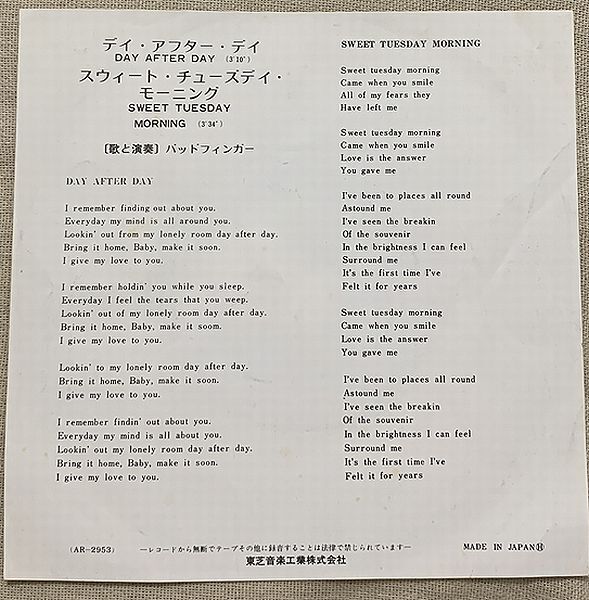 デイ・アフター・デイ
DAY AFTER DAY (3'10")
スウィート・チューズデイ・
モーニング
SWEET TUESDAY
MORNING (3'34")
〔歌と演奏〕バッドフィンガー
DAY AFTER DAY
I remember finding out about you.
Everyday my mind is all around you.
Lookin' out from my lonely room day after day.
Bring it home, Baby, make it soon.
I give my love to you.
I remember holdin' you while you sleep.
Everyday I feel the tears that you weep.
Lookin' out of my lonely room day after day.
Bring it home, Baby, make it soom.
I give my love to you.
Lookin' to my lonely room day after day.
Bring it home, Baby, make it soon.
I give my love to you.
I remember findin' out about you.
Everyday my mind is all about you.
Lookin' out my lonely room day after day.
Bring it home, Baby, make it soon.
I give my love to you.
SWEET TUESDAY MORNING
Sweet tuesday morning
Came when you smile
All of my fears they
Have left me
Sweet tuesday morning
Came when you smile
Love is the answer
You gave me
I've been to places all round
Astound me
I've seen the breakin
Of the souvenir
In the brightness I can feel
Surround me
It's the first time I've
Felt it for years
Sweet tuesday morning
Came when you smile
Love is the answer
You gave me
I've been to places all round
Astound me
I've seen the breakin
Of the souvenir
In the brightness I can feel
Surround me
It's the first time I've
Felt it for years
(AR-2953)
―レコードから無断でテープその他に録音することは法律で禁じられています―
東芝音楽工業株式会社
MADE IN JAPANⒽ